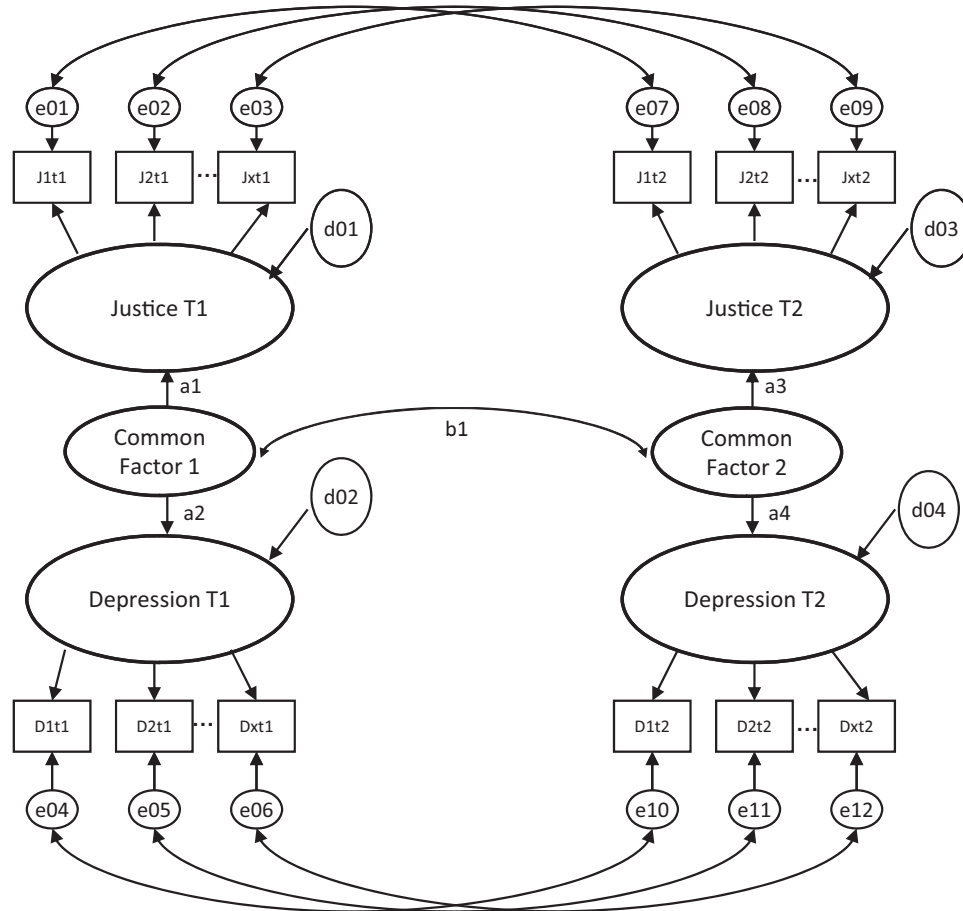 e01 e02 e03 e07 e08 e09
J1t1 J2t1 ... Jxt1 J1t2 J2t2 ... Jxt2
d01 d03
Justice T1 Justice T2
a1 a3
Common
Factor 1
b1
Common
Factor 2
a2 d02 a4 d04
Depression T1 Depression T2
D1t1 D2t1 ... Dxt1 D1t2 D2t2 ... Dxt2
e04 e05 e06 e10 e11 e12